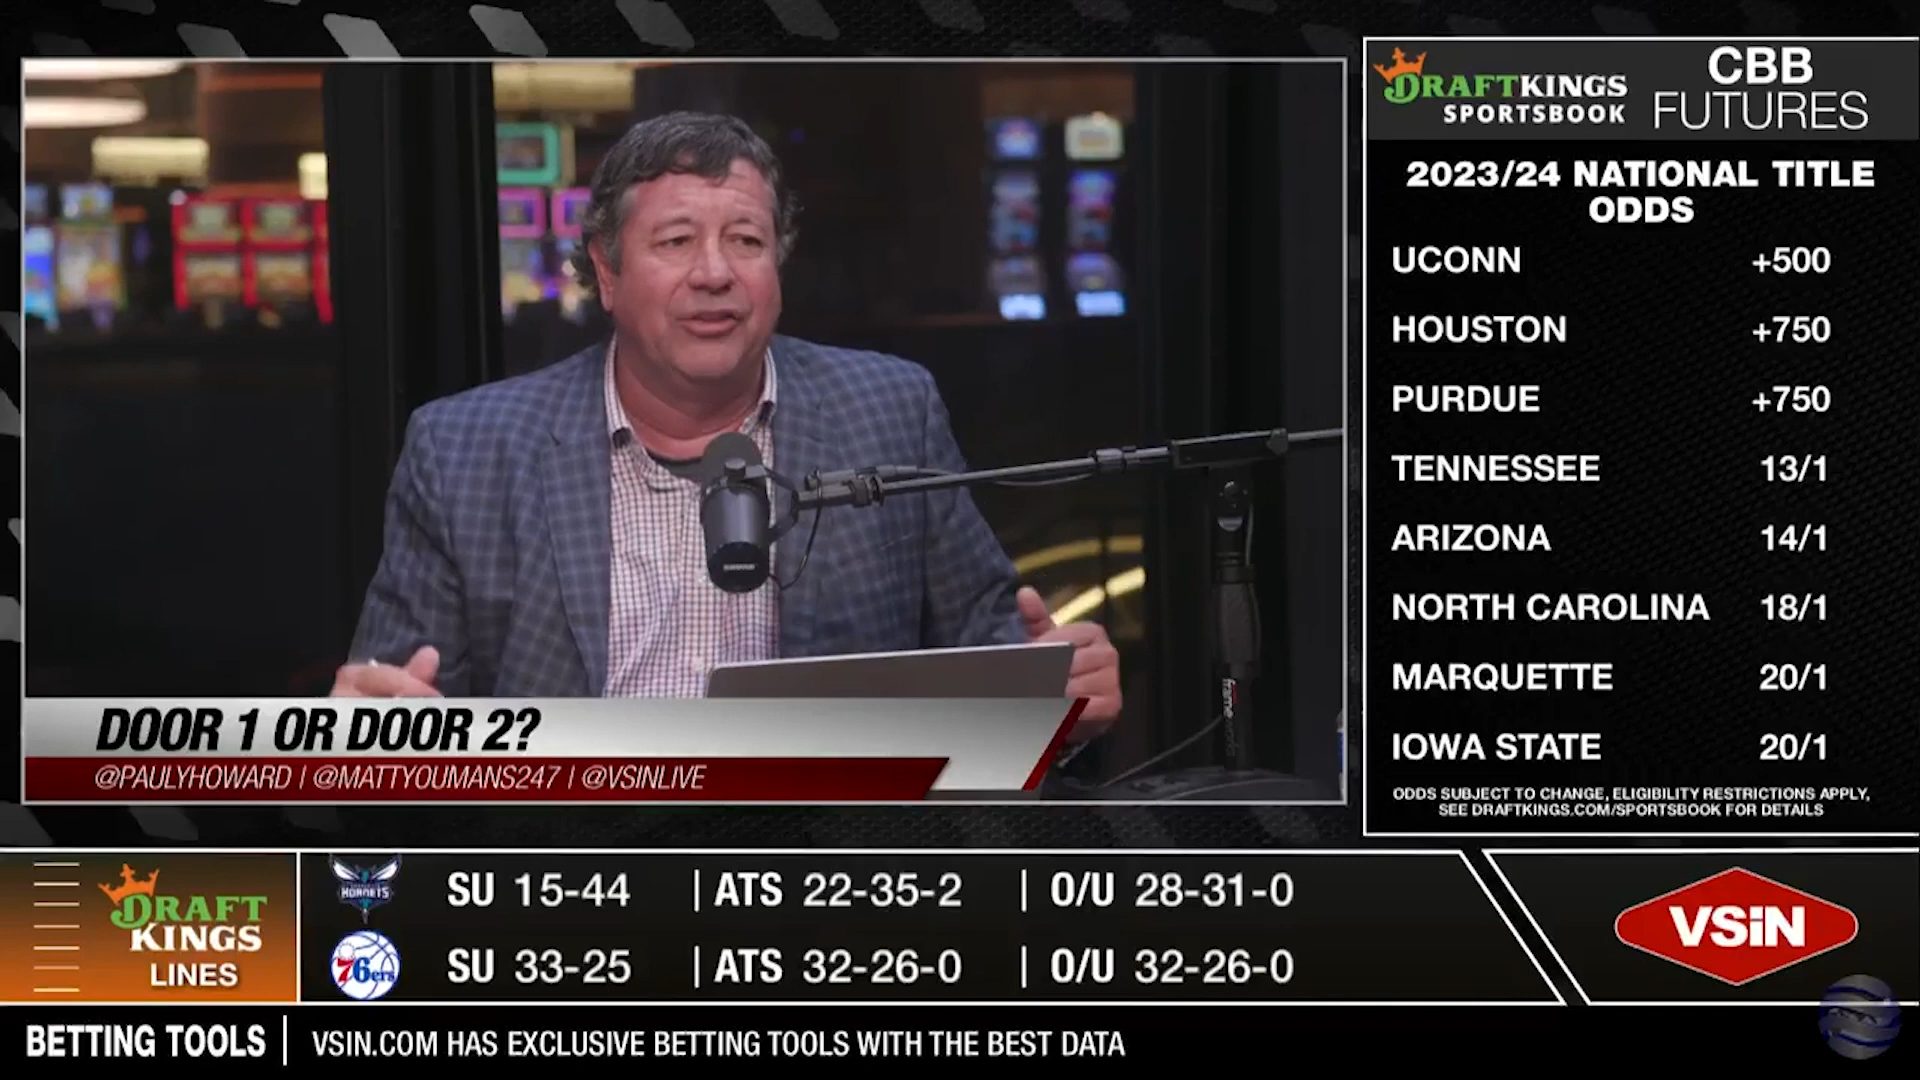 DRAFTKINGS
SPORTSBOOK
CBB
FUTURES
2023/24 NATIONAL TITLE
ODDS
UCONN +500
HOUSTON +750
PURDUE +750
TENNESSEE 13/1
ARIZONA 14/1
NORTH CAROLINA 18/1
MARQUETTE 20/1
IOWA STATE 20/1
ODDS SUBJECT TO CHANGE, ELIGIBILITY RESTRICTIONS APPLY,
SEE DRAFTKINGS.COM/SPORTSBOOK FOR DETAILS
frameworks
DOOR 1 OR DOOR 2?
@PAULYHOWARD | @MATTYOUMANS247 | @VSINLIVE
DRAFT
KINGS
LINES
HORNETS
SU 15-44 | ATS 22-35-2 | O/U 28-31-0
76ers
SU 33-25 | ATS 32-26-0 | O/U 32-26-0
VSiN
BETTING TOOLS | VSIN.COM HAS EXCLUSIVE BETTING TOOLS WITH THE BEST DATA